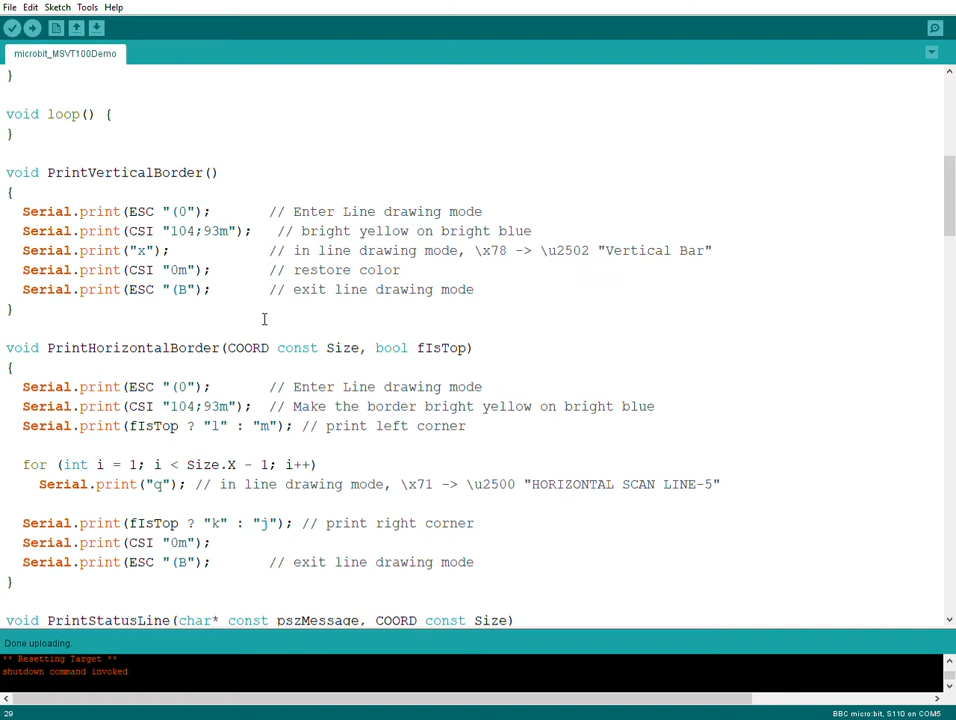 File Edit Sketch Tools Help
microbit_MSVT100Demo
}
void loop() {
}
void PrintVerticalBorder()
{
Serial.print(ESC "(0"); // Enter Line drawing mode
Serial.print(CSI "104;93m"); // bright yellow on bright blue
Serial.print("x"); // in line drawing mode, \x78 -> \u2502 "Vertical Bar"
Serial.print(CSI "0m"); // restore color
Serial.print(ESC "(B"); // exit line drawing mode
}
void PrintHorizontalBorder(COORD const Size, bool fIsTop)
{
Serial.print(ESC "(0"); // Enter Line drawing mode
Serial.print(CSI "104;93m"); // Make the border bright yellow on bright blue
Serial.print(fIsTop ? "l" : "m"); // print left corner
for (int i = 1; i < Size.X - 1; i++)
Serial.print("q"); // in line drawing mode, \x71 -> \u2500 "HORIZONTAL SCAN LINE-5"
Serial.print(fIsTop ? "k" : "j"); // print right corner
Serial.print(CSI "0m");
Serial.print(ESC "(B"); // exit line drawing mode
}
void PrintStatusLine(char* const pszMessage, COORD const Size)
Done uploading.
** Resetting Target **
shutdown command invoked
29
BBC micro:bit, S110 on COM5